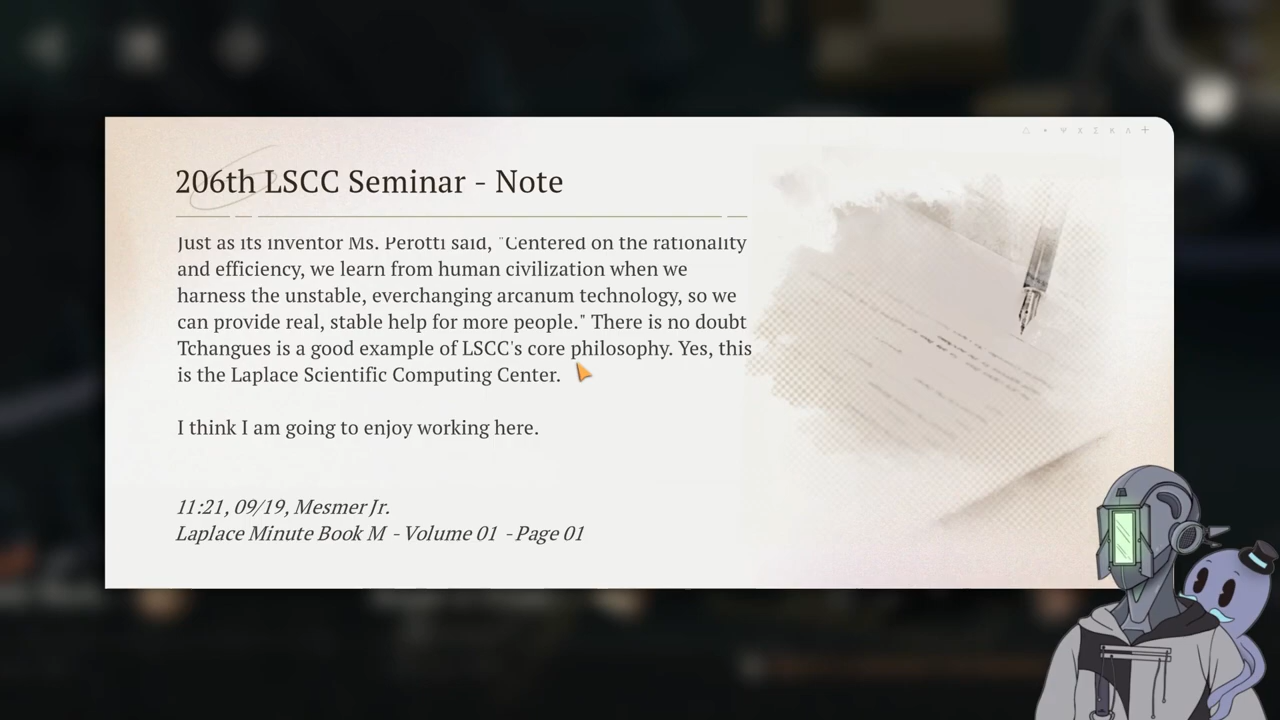 206th LSCC Seminar - Note
Just as its inventor Ms. Perotti said, "Centered on the rationality
and efficiency, we learn from human civilization when we
harness the unstable, everchanging arcanum technology, so we
can provide real, stable help for more people." There is no doubt
Tchangues is a good example of LSCC's core philosophy. Yes, this
is the Laplace Scientific Computing Center.
I think I am going to enjoy working here.
11:21, 09/19, Mesmer Jr.
Laplace Minute Book M - Volume 01 - Page 01